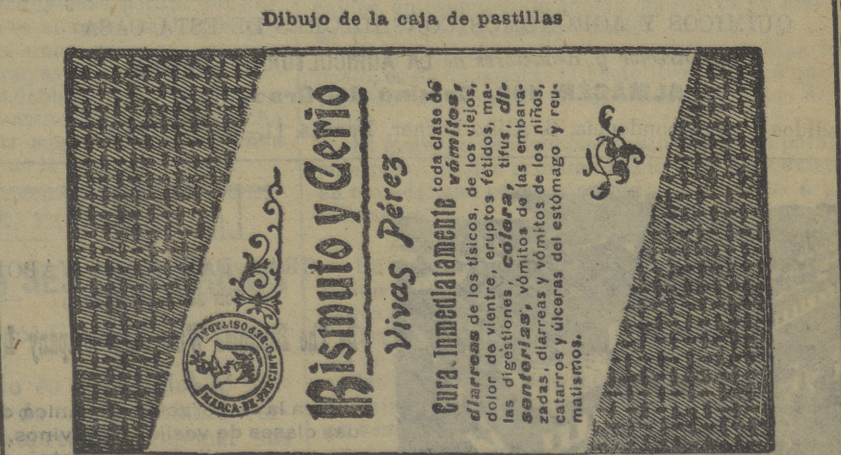 Dibujo de la caja de pastillas
MARCA DE PRECINTO DEPOSITADA
Bismuto y Cerio
Vivas Pérez
Cura Inmediatamente toda clase de vómitos,
diarreas de los tísicos, de los viejos,
dolor de vientre, eruptos fétidos, ma-
las digestiones, cólera, tifus, di-
senterias, vómitos de las embara-
zadas, diarreas y vómitos de los niños,
catarros y úlceras del estómago y reu-
matismos.